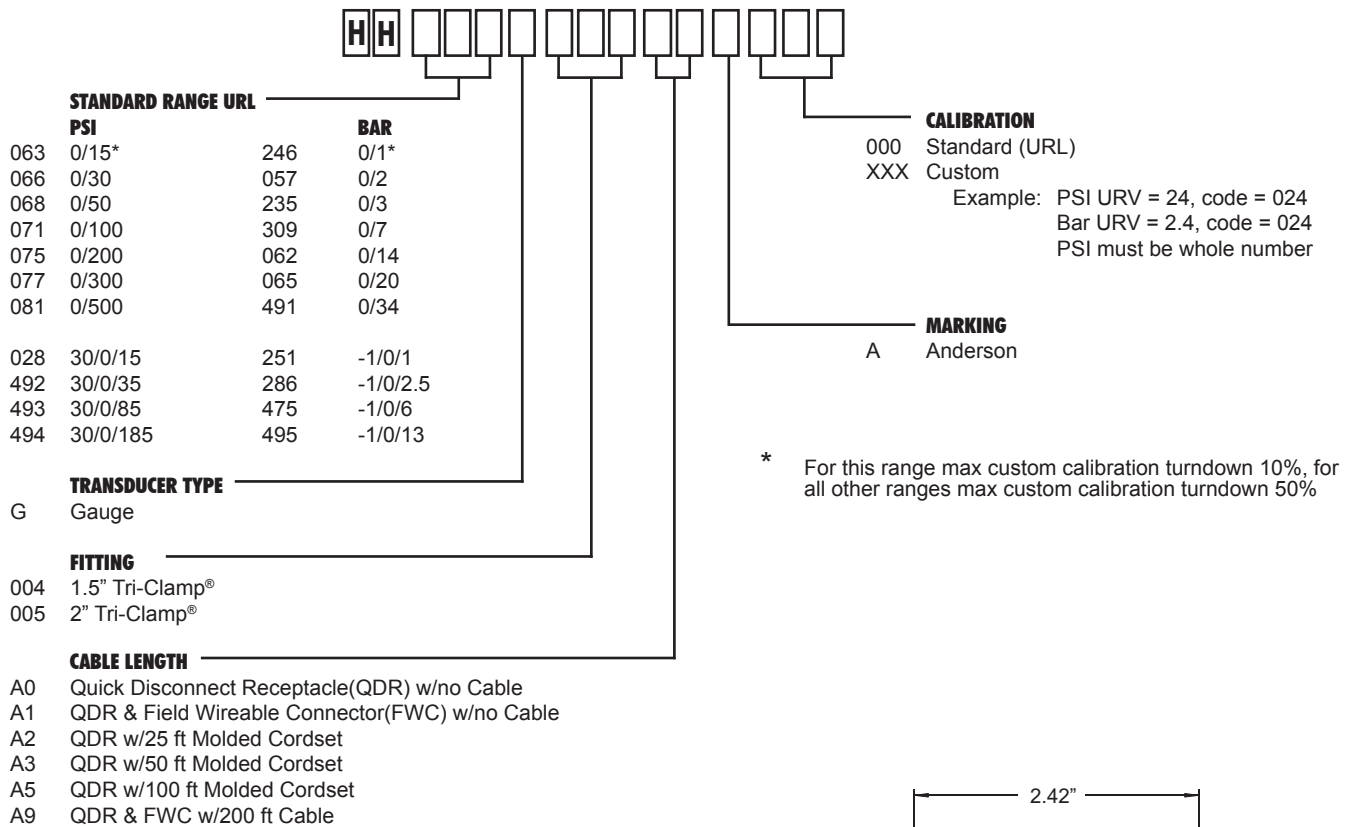 HH
STANDARD RANGE URL
PSI BAR
063 0/15* 246 0/1*
066 0/30 057 0/2
068 0/50 235 0/3
071 0/100 309 0/7
075 0/200 062 0/14
077 0/300 065 0/20
081 0/500 491 0/34
028 30/0/15 251 -1/0/1
492 30/0/35 286 -1/0/2.5
493 30/0/85 475 -1/0/6
494 30/0/185 495 -1/0/13
TRANSDUCER TYPE
G Gauge
FITTING
004 1.5” Tri-Clamp®
005 2” Tri-Clamp®
CABLE LENGTH
A0 Quick Disconnect Receptacle(QDR) w/no Cable
A1 QDR & Field Wireable Connector(FWC) w/no Cable
A2 QDR w/25 ft Molded Cordset
A3 QDR w/50 ft Molded Cordset
A5 QDR w/100 ft Molded Cordset
A9 QDR & FWC w/200 ft Cable
CALIBRATION
000 Standard (URL)
XXX Custom
Example: PSI URV = 24, code = 024
Bar URV = 2.4, code = 024
PSI must be whole number
MARKING
A Anderson
* For this range max custom calibration turndown 10%, for
all other ranges max custom calibration turndown 50%
2.42”